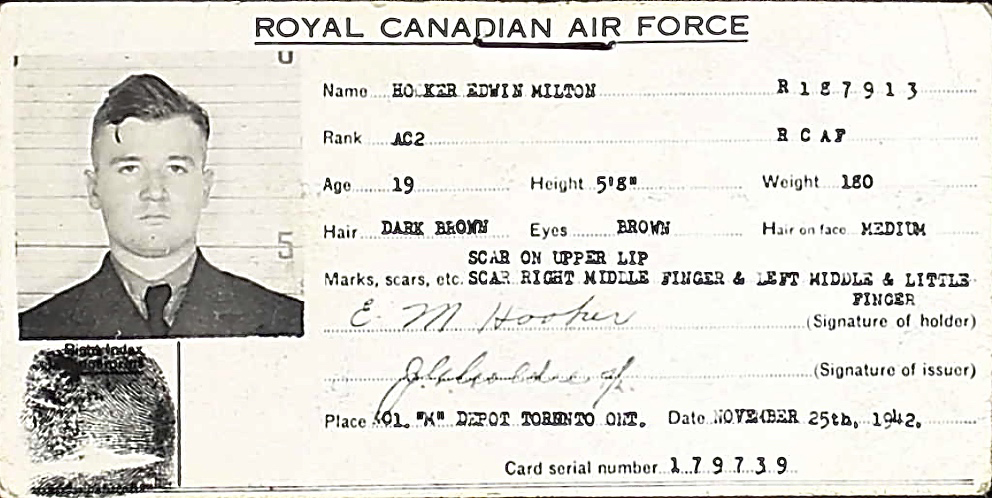 ROYAL CANADIAN AIR FORCE
U
5
Name HOOKER EDWIN MILTON R187913
Rank AC2 RCAF
Age 19 Height 5'8" Weight 180
Hair DARK BROWN Eyes BROWN Hair on face MEDIUM
SCAR ON UPPER LIP
Marks, scars, etc. SCAR RIGHT MIDDLE FINGER & LEFT MIDDLE & LITTLE
FINGER
E M Hooker (Signature of holder)
(Signature of issuer)
Right Index
Place "M" DEPOT TORONTO ONT. Date NOVEMBER 25th, 1942.
Card serial number 179739